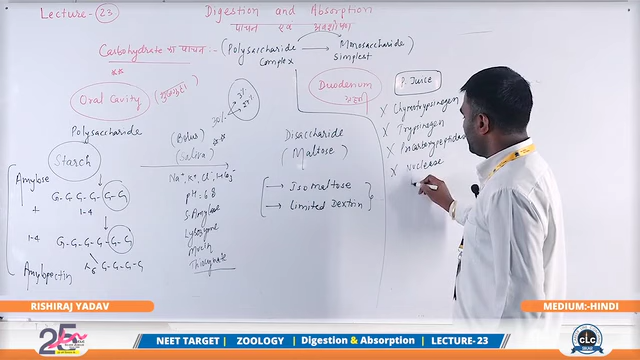 Lecture- 23
Digestion and Absorption
पाचन एवं अवशोषण
Carbohydrate का पाचन :- (Polysaccharide → Monosaccharide)
Complex Simplest
Oral Cavity (मुखगुहा)
30%
Duodenum
ग्रहणी
P. Juice
X Chymotrypsinogen
X Trypsinogen
X Procarboxypeptidase
X Nuclease
Polysaccharide
Starch
(Bolus)
(Saliva)
Disaccharide
(Maltose)
Amylose
G-G-G-G-G
1-4
+
1-4
G-G-G-G-G
G-G-G-G
Amylopectin
Na⁺, K⁺, Cl⁻, HCO₃⁻
pH = 6.8
S. Amylase
Lysozyme
Mucin
Thiocynate
→ Isomaltose
→ Limited Dextrin
RISHIRAJ YADAV
MEDIUM:-HINDI
25
NEET TARGET | ZOOLOGY | Digestion & Absorption | LECTURE- 23
CLC